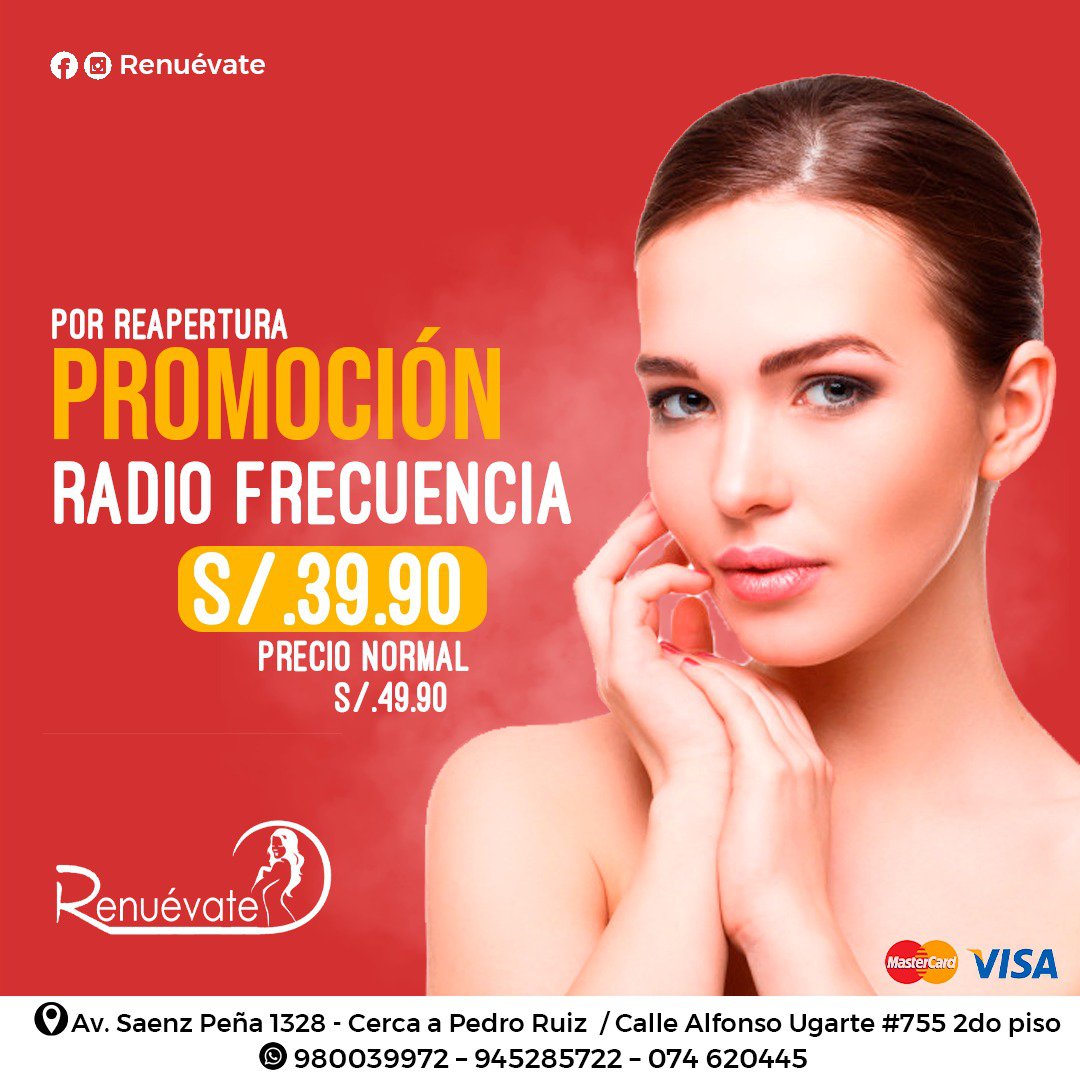 Renuévate
POR REAPERTURA
PROMOCIÓN
RADIO FRECUENCIA
S/.39.90
PRECIO NORMAL
S/.49.90
Renuévate
MasterCard VISA
Av. Saenz Peña 1328 - Cerca a Pedro Ruiz / Calle Alfonso Ugarte #755 2do piso
980039972 – 945285722 – 074 620445